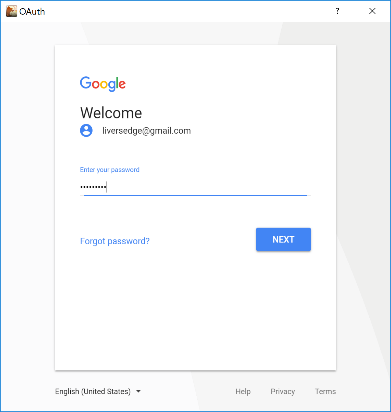 OAuth ?
Google
Welcome
liversedge@gmail.com
Enter your password
•••••••••
Forgot password? NEXT
English (United States) Help Privacy Terms